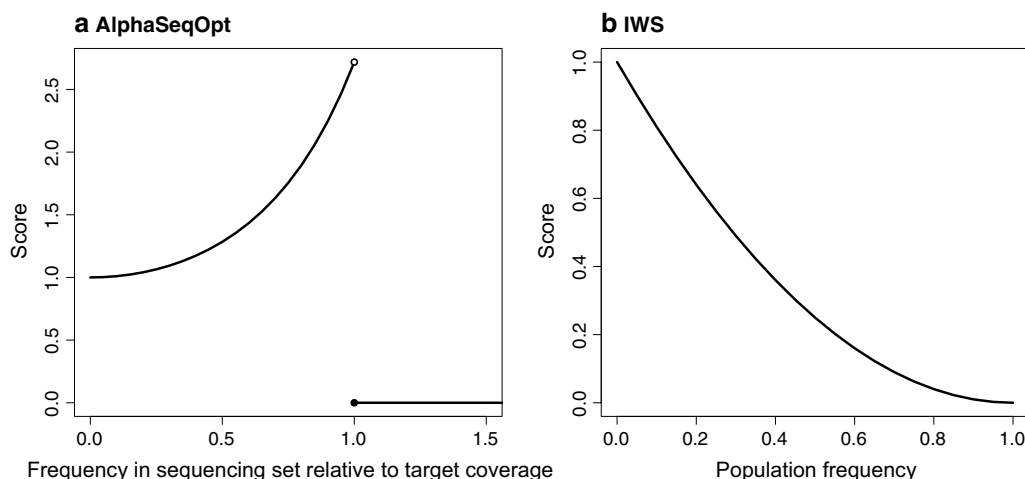 a AlphaSeqOpt
b IWS
Score
2.5
2.0
1.5
1.0
0.5
0.0
0.0 0.5 1.0 1.5
Frequency in sequencing set relative to target coverage
Score
1.0
0.8
0.6
0.4
0.2
0.0
0.0 0.2 0.4 0.6 0.8 1.0
Population frequency